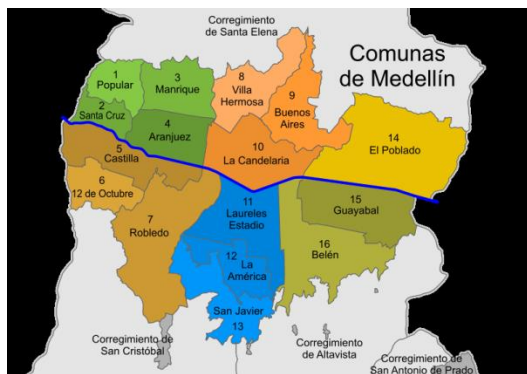 Corregimiento
de Santa Elena
Comunas
de Medellín
1
Popular
2
Santa Cruz
3
Manrique
4
Aranjuez
5
Castilla
6
12 de Octubre
7
Robledo
8
Villa
Hermosa
9
Buenos
Aires
10
La Candelaria
14
El Poblado
11
Laureles
Estadio
12
La
América
San Javier
13
15
Guayabal
16
Belén
Corregimiento de
San Cristóbal
Corregimiento
de Altavista
Corregimiento de
San Antonio de Prado